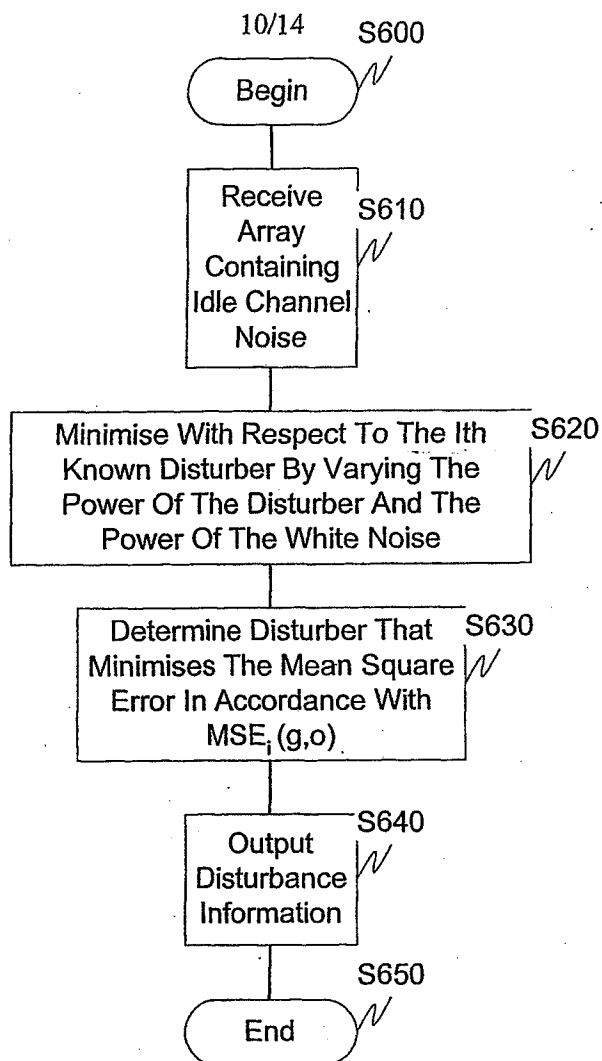 10/14
S600
Begin
S610
Receive
Array
Containing
Idle Channel
Noise
S620
Minimise With Respect To The Ith
Known Disturber By Varying The
Power Of The Disturber And The
Power Of The White Noise
S630
Determine Disturber That
Minimises The Mean Square
Error In Accordance With
MSEᵢ (g,o)
S640
Output
Disturbance
Information
S650
End